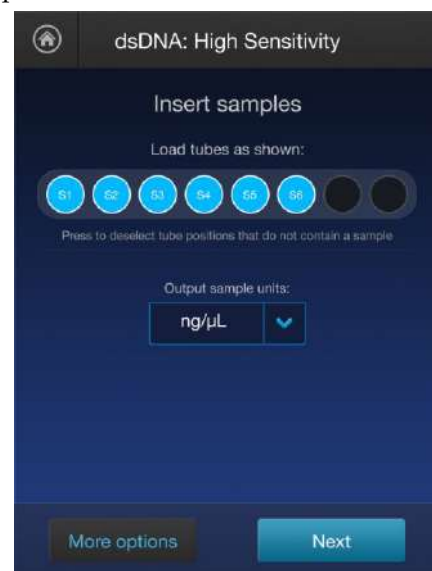 dsDNA: High Sensitivity
Insert samples
Load tubes as shown:
S1 S2 S3 S4 S5 S6
Press to deselect tube positions that do not contain a sample
Output sample units:
ng/µL
More options
Next